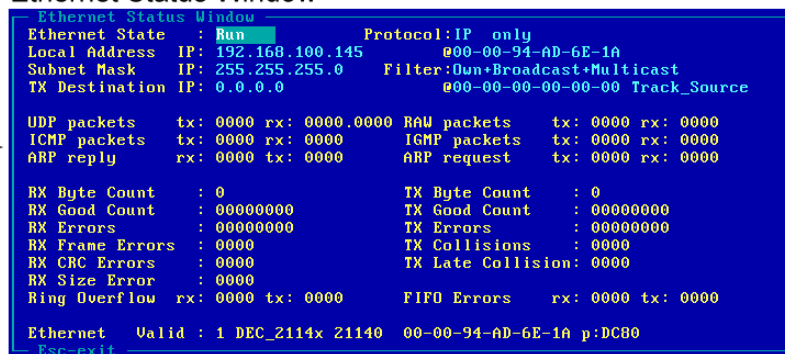 Ethernet Status Window
Ethernet Status Window
Ethernet State : Run Protocol:IP only
Local Address IP: 192.168.100.145 @00-00-94-AD-6E-1A
Subnet Mask IP: 255.255.255.0 Filter:Own+Broadcast+Multicast
TX Destination IP: 0.0.0.0 @00-00-00-00-00-00 Track_Source
UDP packets tx: 0000 rx: 0000.0000 RAW packets tx: 0000 rx: 0000
ICMP packets tx: 0000 rx: 0000 IGMP packets tx: 0000 rx: 0000
ARP reply rx: 0000 tx: 0000 ARP request tx: 0000 rx: 0000
RX Byte Count : 0 TX Byte Count : 0
RX Good Count : 00000000 TX Good Count : 00000000
RX Errors : 00000000 TX Errors : 00000000
RX Frame Errors : 0000 TX Collisions : 0000
RX CRC Errors : 0000 TX Late Collision: 0000
RX Size Error : 0000
Ring Overflow rx: 0000 tx: 0000 FIFO Errors rx: 0000 tx: 0000
Ethernet Valid : 1 DEC_2114x 21140 00-00-94-AD-6E-1A p:DC80
Esc-exit